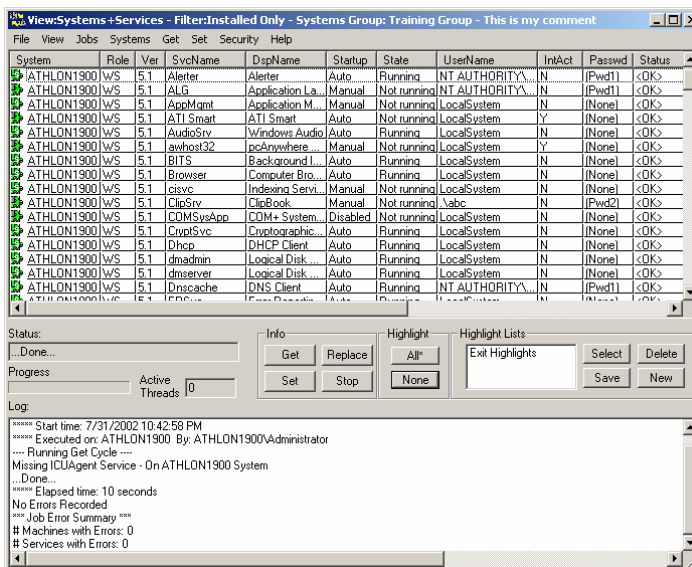 View:Systems+Services - Filter:Installed Only - Systems Group: Training Group - This is my comment
File View Jobs Systems Get Set Security Help
System Role Ver SvcName DspName Startup State UserName IntAct Passwd Status
ATHLON1900 WS 5.1 Alerter Alerter Auto Running NT AUTHORITY\... N (Pwd1) <OK>
ATHLON1900 WS 5.1 ALG Application La... Manual Not running NT AUTHORITY\... N (Pwd1) <OK>
ATHLON1900 WS 5.1 AppMgmt Application M... Manual Not running LocalSystem N (None) <OK>
ATHLON1900 WS 5.1 ATI Smart ATI Smart Auto Not running LocalSystem Y (None) <OK>
ATHLON1900 WS 5.1 AudioSrv Windows Audio Auto Running LocalSystem N (None) <OK>
ATHLON1900 WS 5.1 awhost32 pcAnywhere ... Manual Not running LocalSystem Y (None) <OK>
ATHLON1900 WS 5.1 BITS Background I... Auto Running LocalSystem N (None) <OK>
ATHLON1900 WS 5.1 Browser Computer Bro... Auto Running LocalSystem N (None) <OK>
ATHLON1900 WS 5.1 cisvc Indexing Servi... Manual Not running LocalSystem N (None) <OK>
ATHLON1900 WS 5.1 ClipSrv ClipBook Manual Not running .\abc N (Pwd2) <OK>
ATHLON1900 WS 5.1 COMSysApp COM+ System... Disabled Not running LocalSystem N (None) <OK>
ATHLON1900 WS 5.1 CryptSvc Cryptographic... Auto Running LocalSystem N (None) <OK>
ATHLON1900 WS 5.1 Dhcp DHCP Client Auto Running LocalSystem N (None) <OK>
ATHLON1900 WS 5.1 dmadmin Logical Disk ... Auto Running LocalSystem N (None) <OK>
ATHLON1900 WS 5.1 dmserver Logical Disk ... Auto Running LocalSystem N (None) <OK>
ATHLON1900 WS 5.1 Dnscache DNS Client Auto Running NT AUTHORITY\... N (Pwd1) <OK>
Status:
...Done...
Progress
Active Threads 0
Info
Get Replace
Set Stop
Highlight
All*
None
Highlight Lists
Exit Highlights
Select Delete
Save New
Log:
***** Start time: 7/31/2002 10:42:58 PM
***** Executed on: ATHLON1900 By: ATHLON1900\Administrator
---- Running Get Cycle ----
Missing ICUAgent Service - On ATHLON1900 System
...Done...
***** Elapsed time: 10 seconds
No Errors Recorded
*** Job Error Summary ***
# Machines with Errors: 0
# Services with Errors: 0